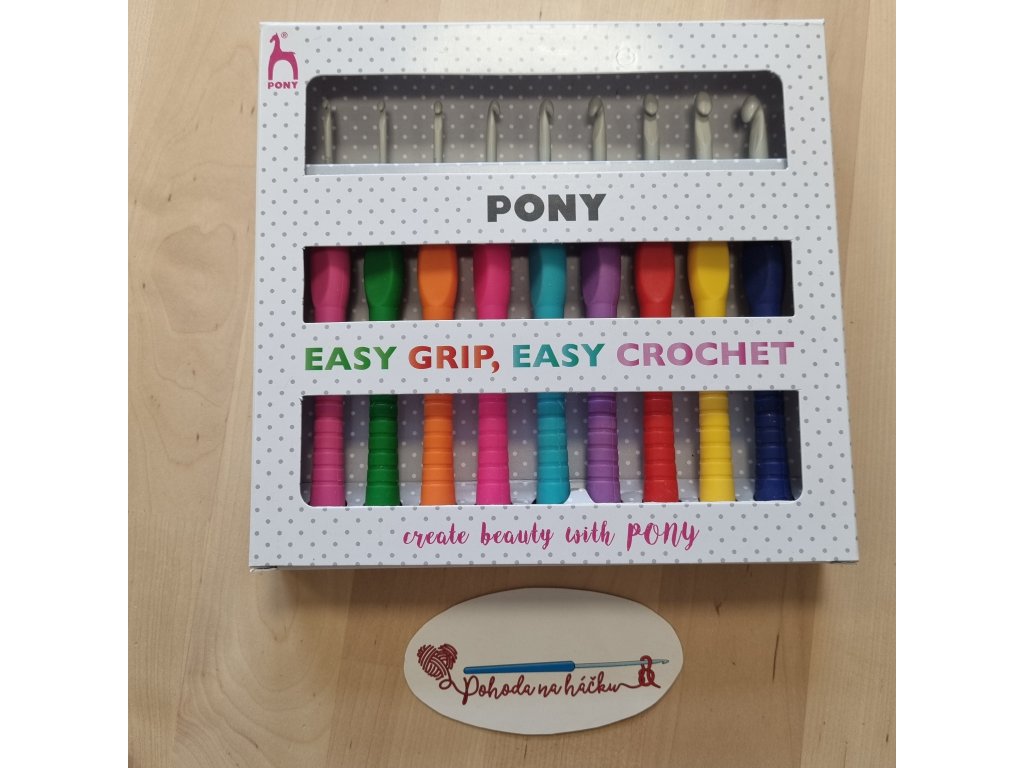 PONY
PONY
EASY GRIP, EASY CROCHET
create beauty with PONY
Pohoda na háčku